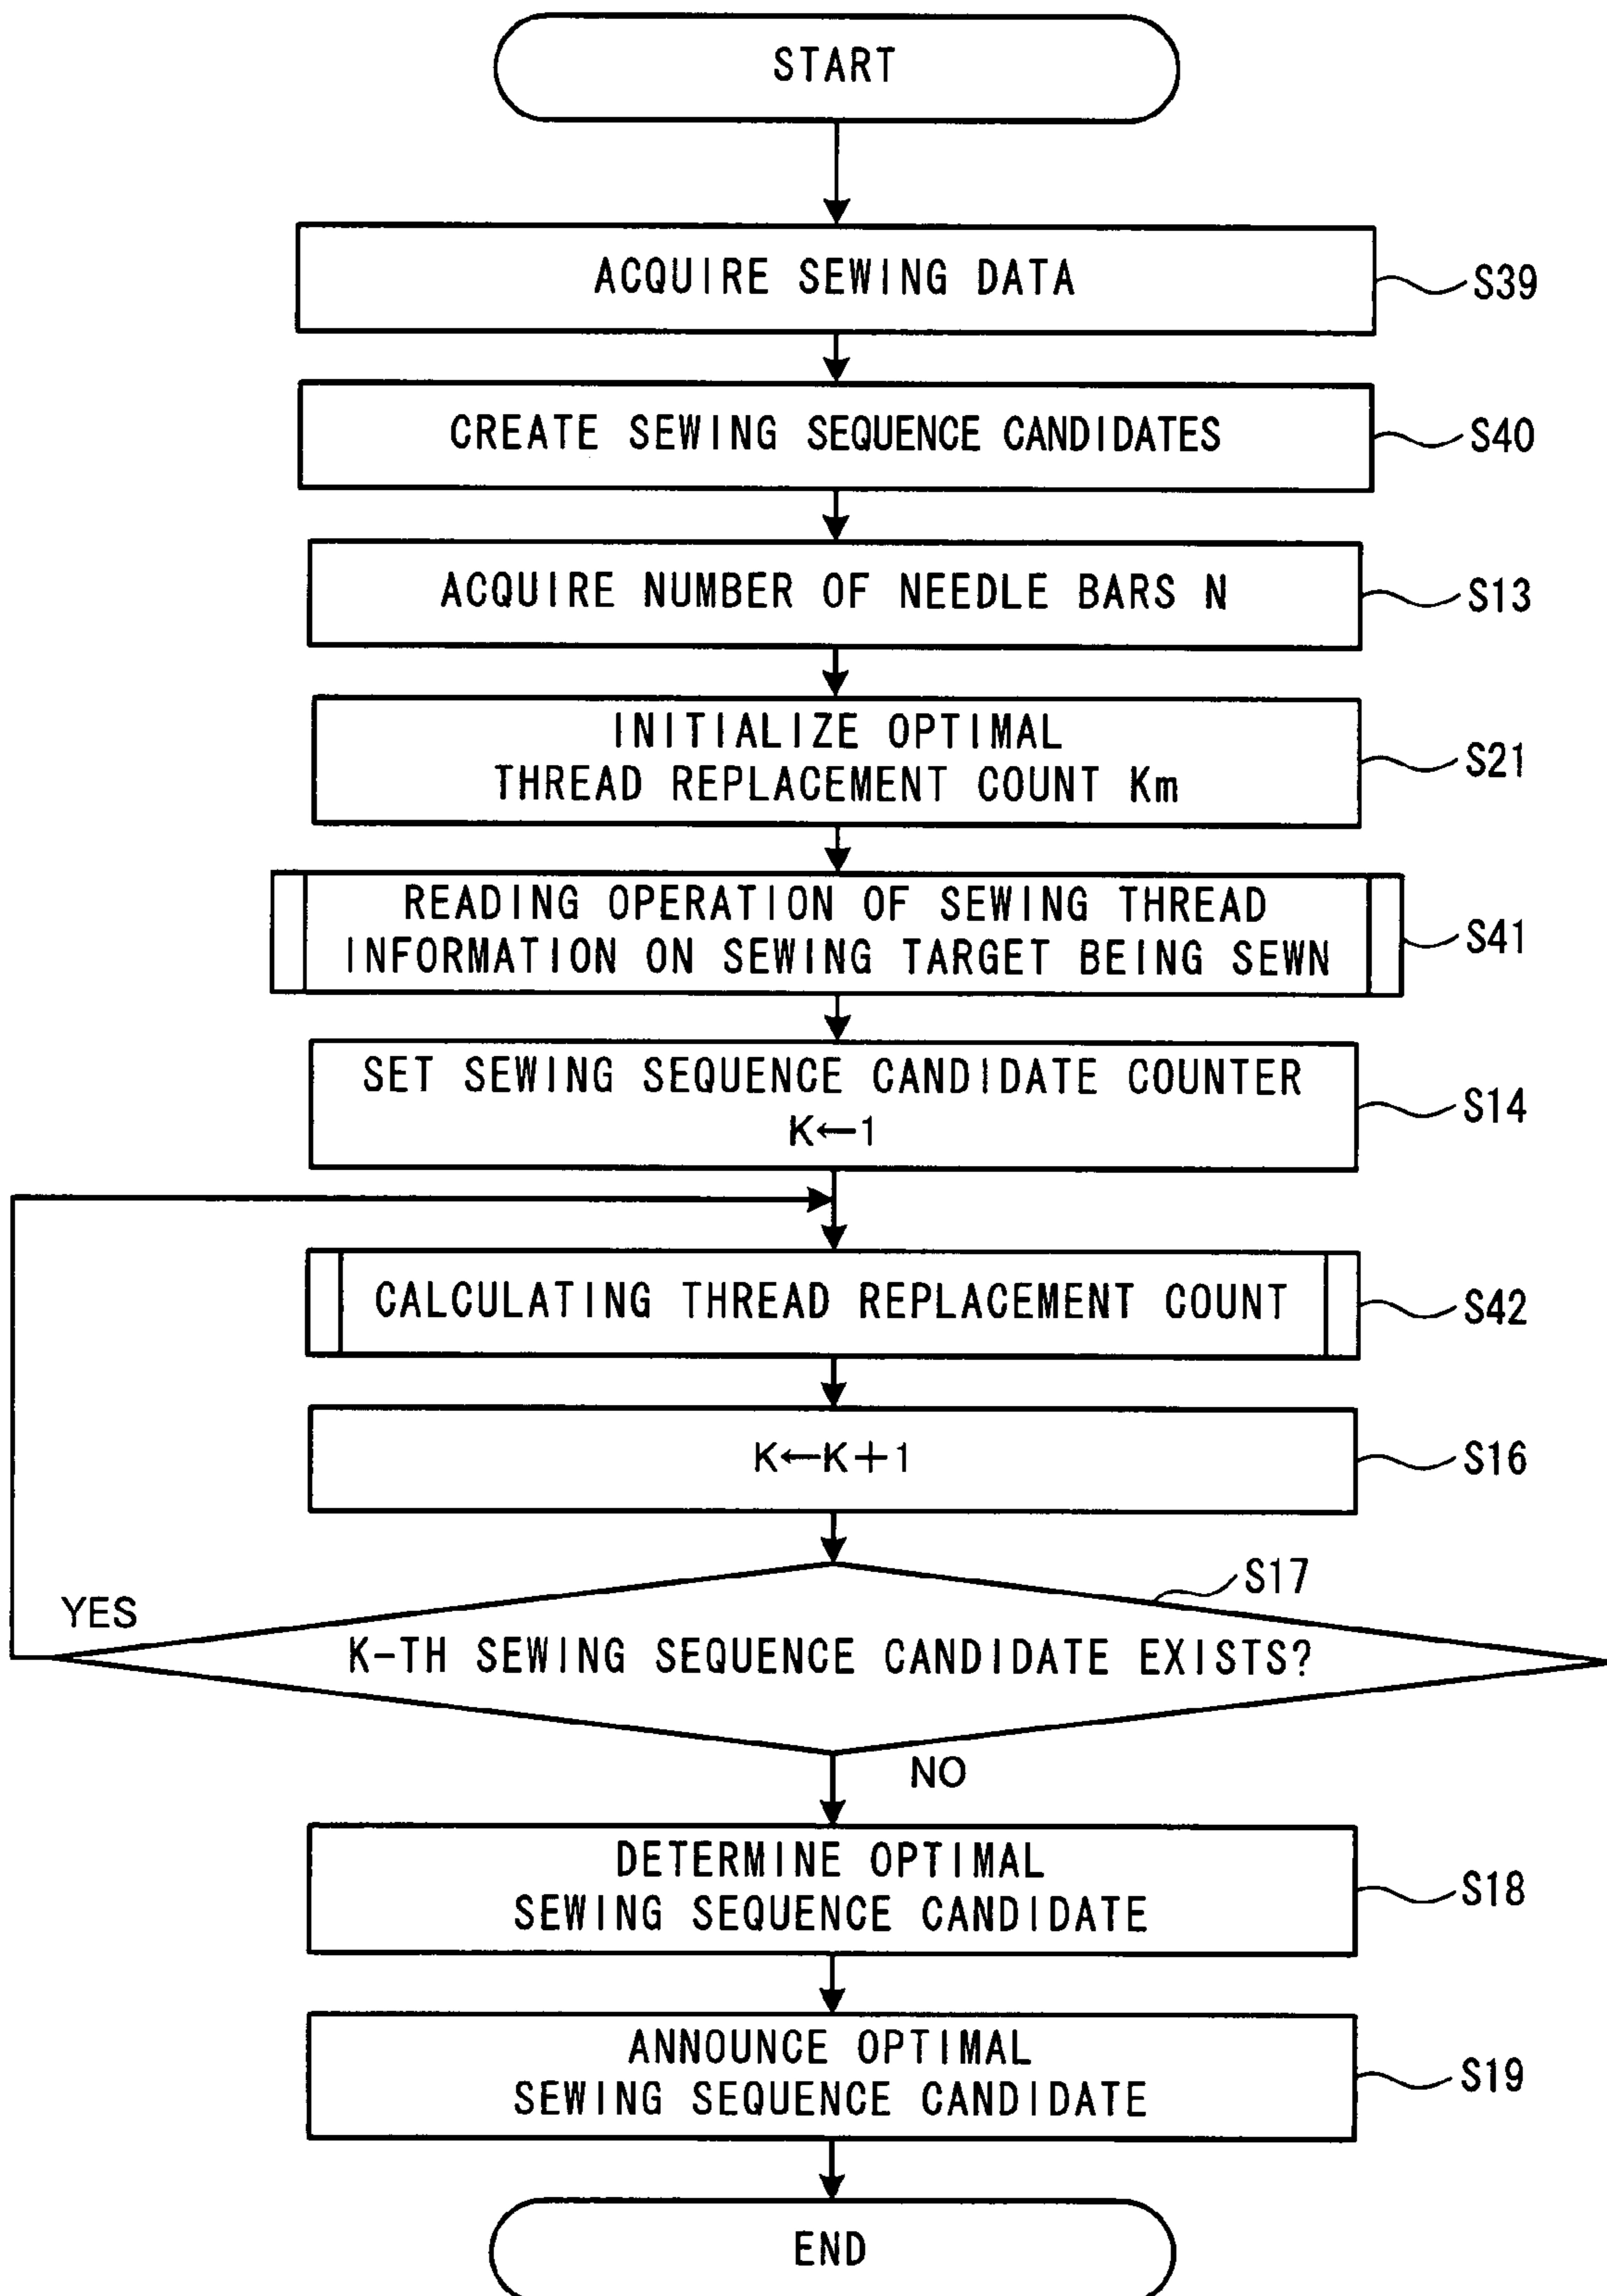 START
ACQUIRE SEWING DATA
S39
CREATE SEWING SEQUENCE CANDIDATES
S40
ACQUIRE NUMBER OF NEEDLE BARS N
S13
INITIALIZE OPTIMAL
THREAD REPLACEMENT COUNT Km
S21
READING OPERATION OF SEWING THREAD
INFORMATION ON SEWING TARGET BEING SEWN
S41
SET SEWING SEQUENCE CANDIDATE COUNTER
K←1
S14
CALCULATING THREAD REPLACEMENT COUNT
S42
K←K+1
S16
S17
YES
K-TH SEWING SEQUENCE CANDIDATE EXISTS?
NO
DETERMINE OPTIMAL
SEWING SEQUENCE CANDIDATE
S18
ANNOUNCE OPTIMAL
SEWING SEQUENCE CANDIDATE
S19
END